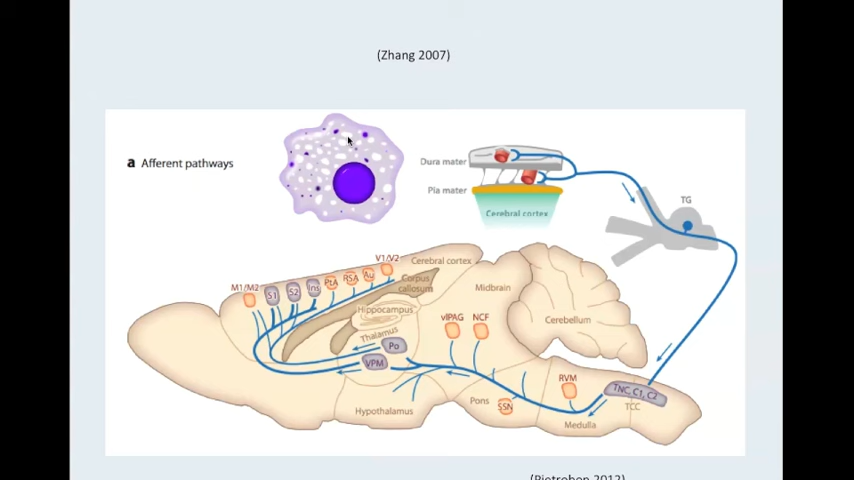 (Zhang 2007)
a Afferent pathways
Dura mater
Pia mater
Cerebral cortex
TG
V1/V2
Au
RSA
PtA
Ins
S2
S1
M1/M2
Cerebral cortex
Corpus
callosum
Hippocampus
Thalamus
Po
VPM
Midbrain
vlPAG
NCF
Cerebellum
Hypothalamus
Pons
SSN
RVM
Medulla
TNC, C1, C2
TCC
(Pietrobon 2012)